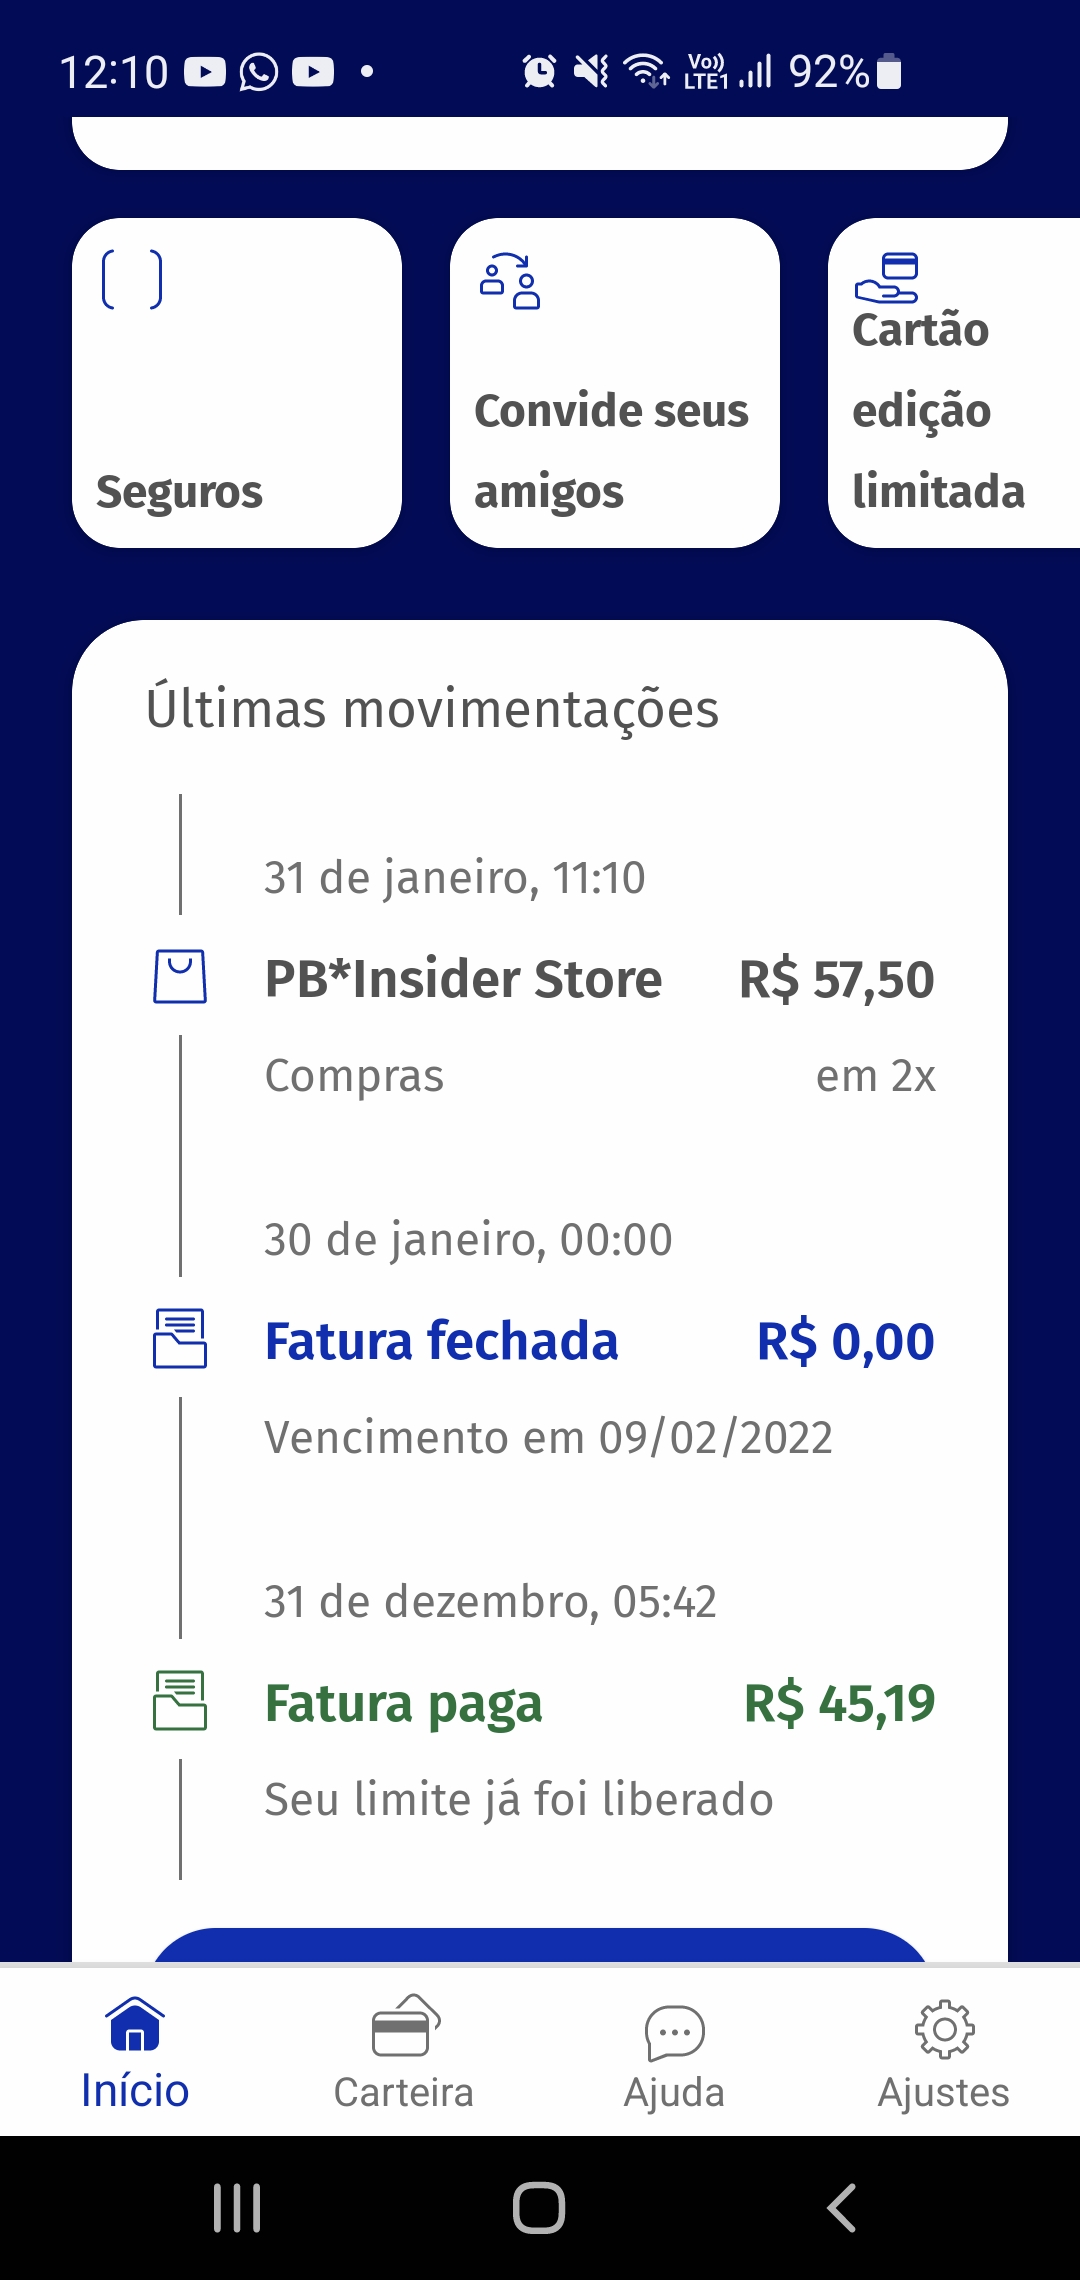 12:10
Vo))
LTE1
92%
Seguros
Convide seus
amigos
Cartão
edição
limitada
Últimas movimentações
31 de janeiro, 11:10
PB*Insider Store R$ 57,50
Compras em 2x
30 de janeiro, 00:00
Fatura fechada R$ 0,00
Vencimento em 09/02/2022
31 de dezembro, 05:42
Fatura paga R$ 45,19
Seu limite já foi liberado
Início Carteira Ajuda Ajustes